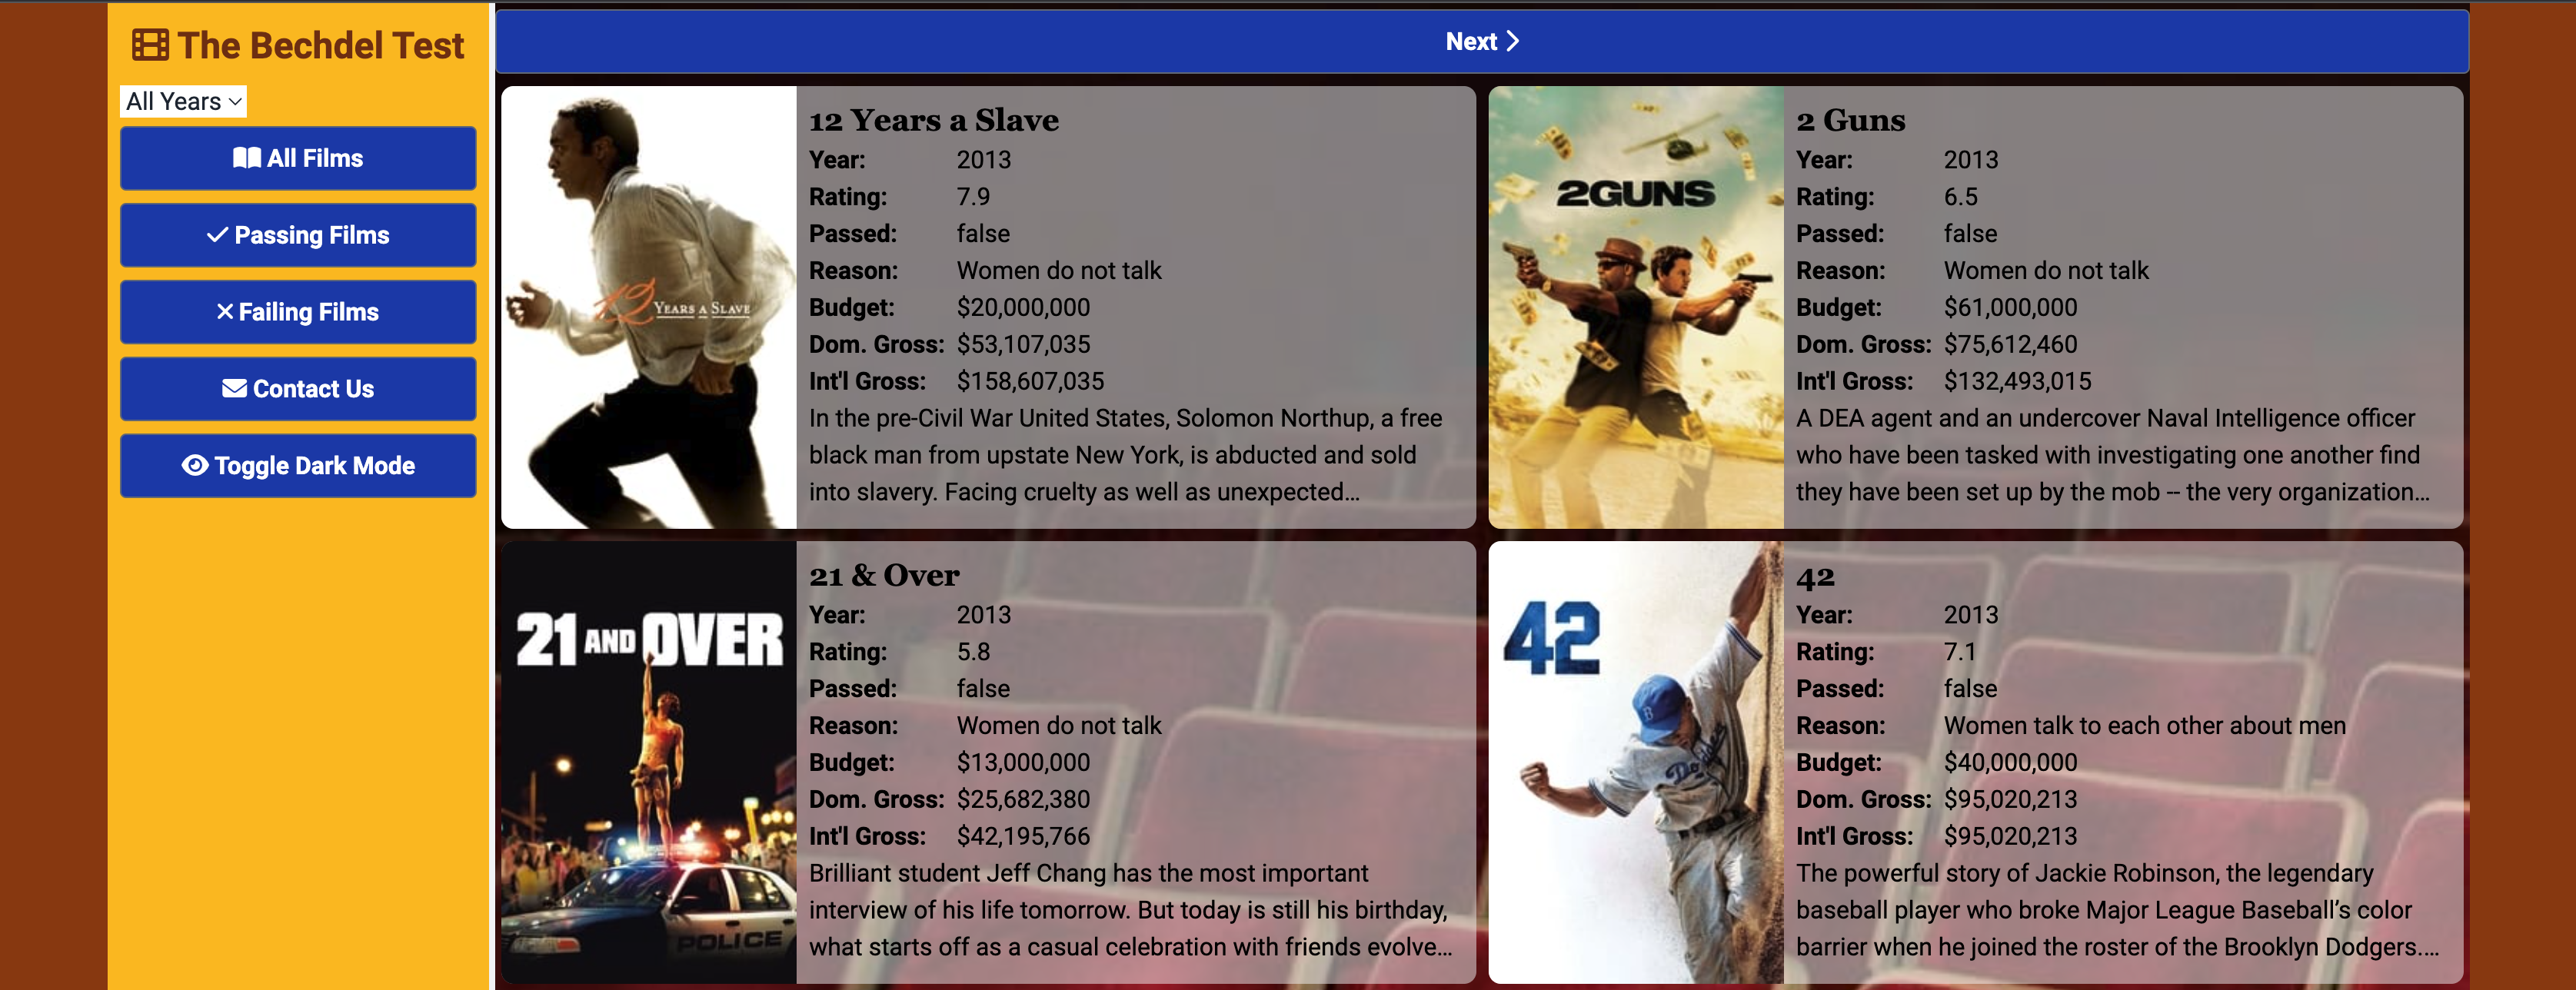 The Bechdel Test
All Years
All Films
Passing Films
Failing Films
Contact Us
Toggle Dark Mode
Next
12 YEARS A SLAVE
12 Years a Slave
Year: 2013
Rating: 7.9
Passed: false
Reason: Women do not talk
Budget: $20,000,000
Dom. Gross: $53,107,035
Int'l Gross: $158,607,035
In the pre-Civil War United States, Solomon Northup, a free
black man from upstate New York, is abducted and sold
into slavery. Facing cruelty as well as unexpected…
2GUNS
2 Guns
Year: 2013
Rating: 6.5
Passed: false
Reason: Women do not talk
Budget: $61,000,000
Dom. Gross: $75,612,460
Int'l Gross: $132,493,015
A DEA agent and an undercover Naval Intelligence officer
who have been tasked with investigating one another find
they have been set up by the mob -- the very organization…
21 AND OVER
POLICE
21 & Over
Year: 2013
Rating: 5.8
Passed: false
Reason: Women do not talk
Budget: $13,000,000
Dom. Gross: $25,682,380
Int'l Gross: $42,195,766
Brilliant student Jeff Chang has the most important
interview of his life tomorrow. But today is still his birthday,
what starts off as a casual celebration with friends evolve…
42
B
Dodgers
42
Year: 2013
Rating: 7.1
Passed: false
Reason: Women talk to each other about men
Budget: $40,000,000
Dom. Gross: $95,020,213
Int'l Gross: $95,020,213
The powerful story of Jackie Robinson, the legendary
baseball player who broke Major League Baseball’s color
barrier when he joined the roster of the Brooklyn Dodgers.…